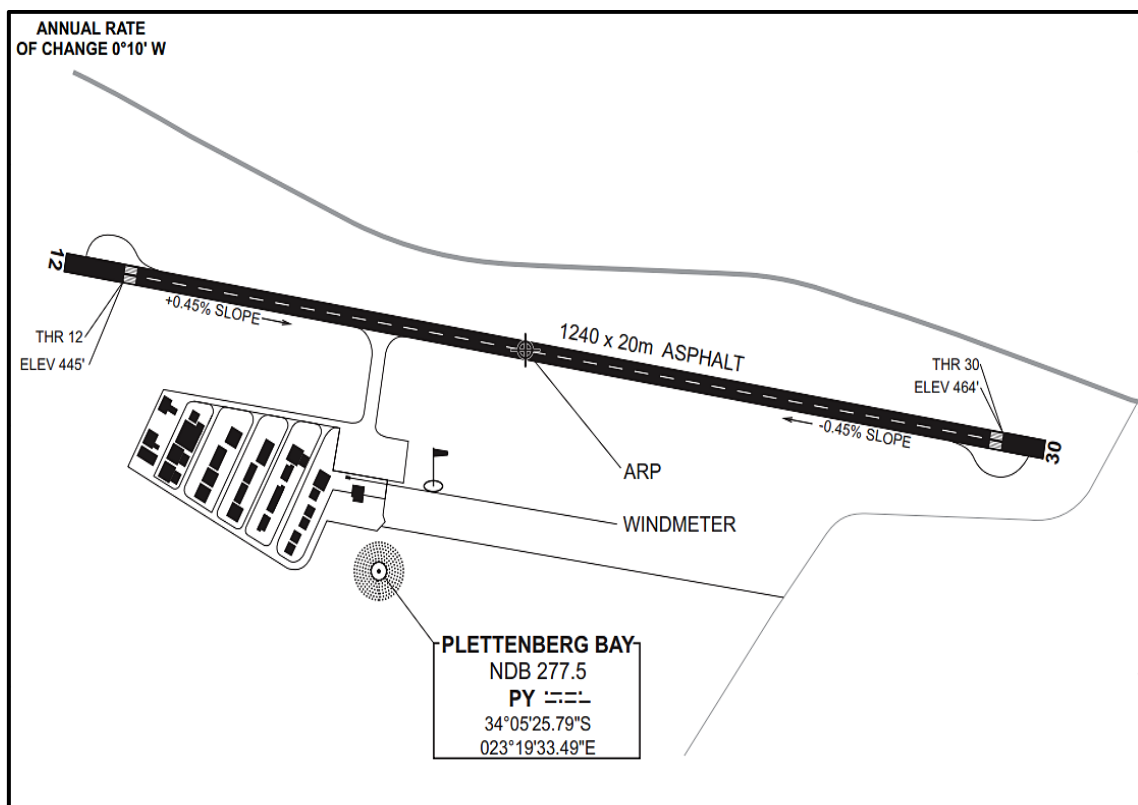 ANNUAL RATE
OF CHANGE 0°10' W
12
+0.45% SLOPE
THR 12
ELEV 445'
1240 x 20m ASPHALT
THR 30
ELEV 464'
-0.45% SLOPE
30
ARP
WINDMETER
PLETTENBERG BAY
NDB 277.5
PY
34°05'25.79"S
023°19'33.49"E